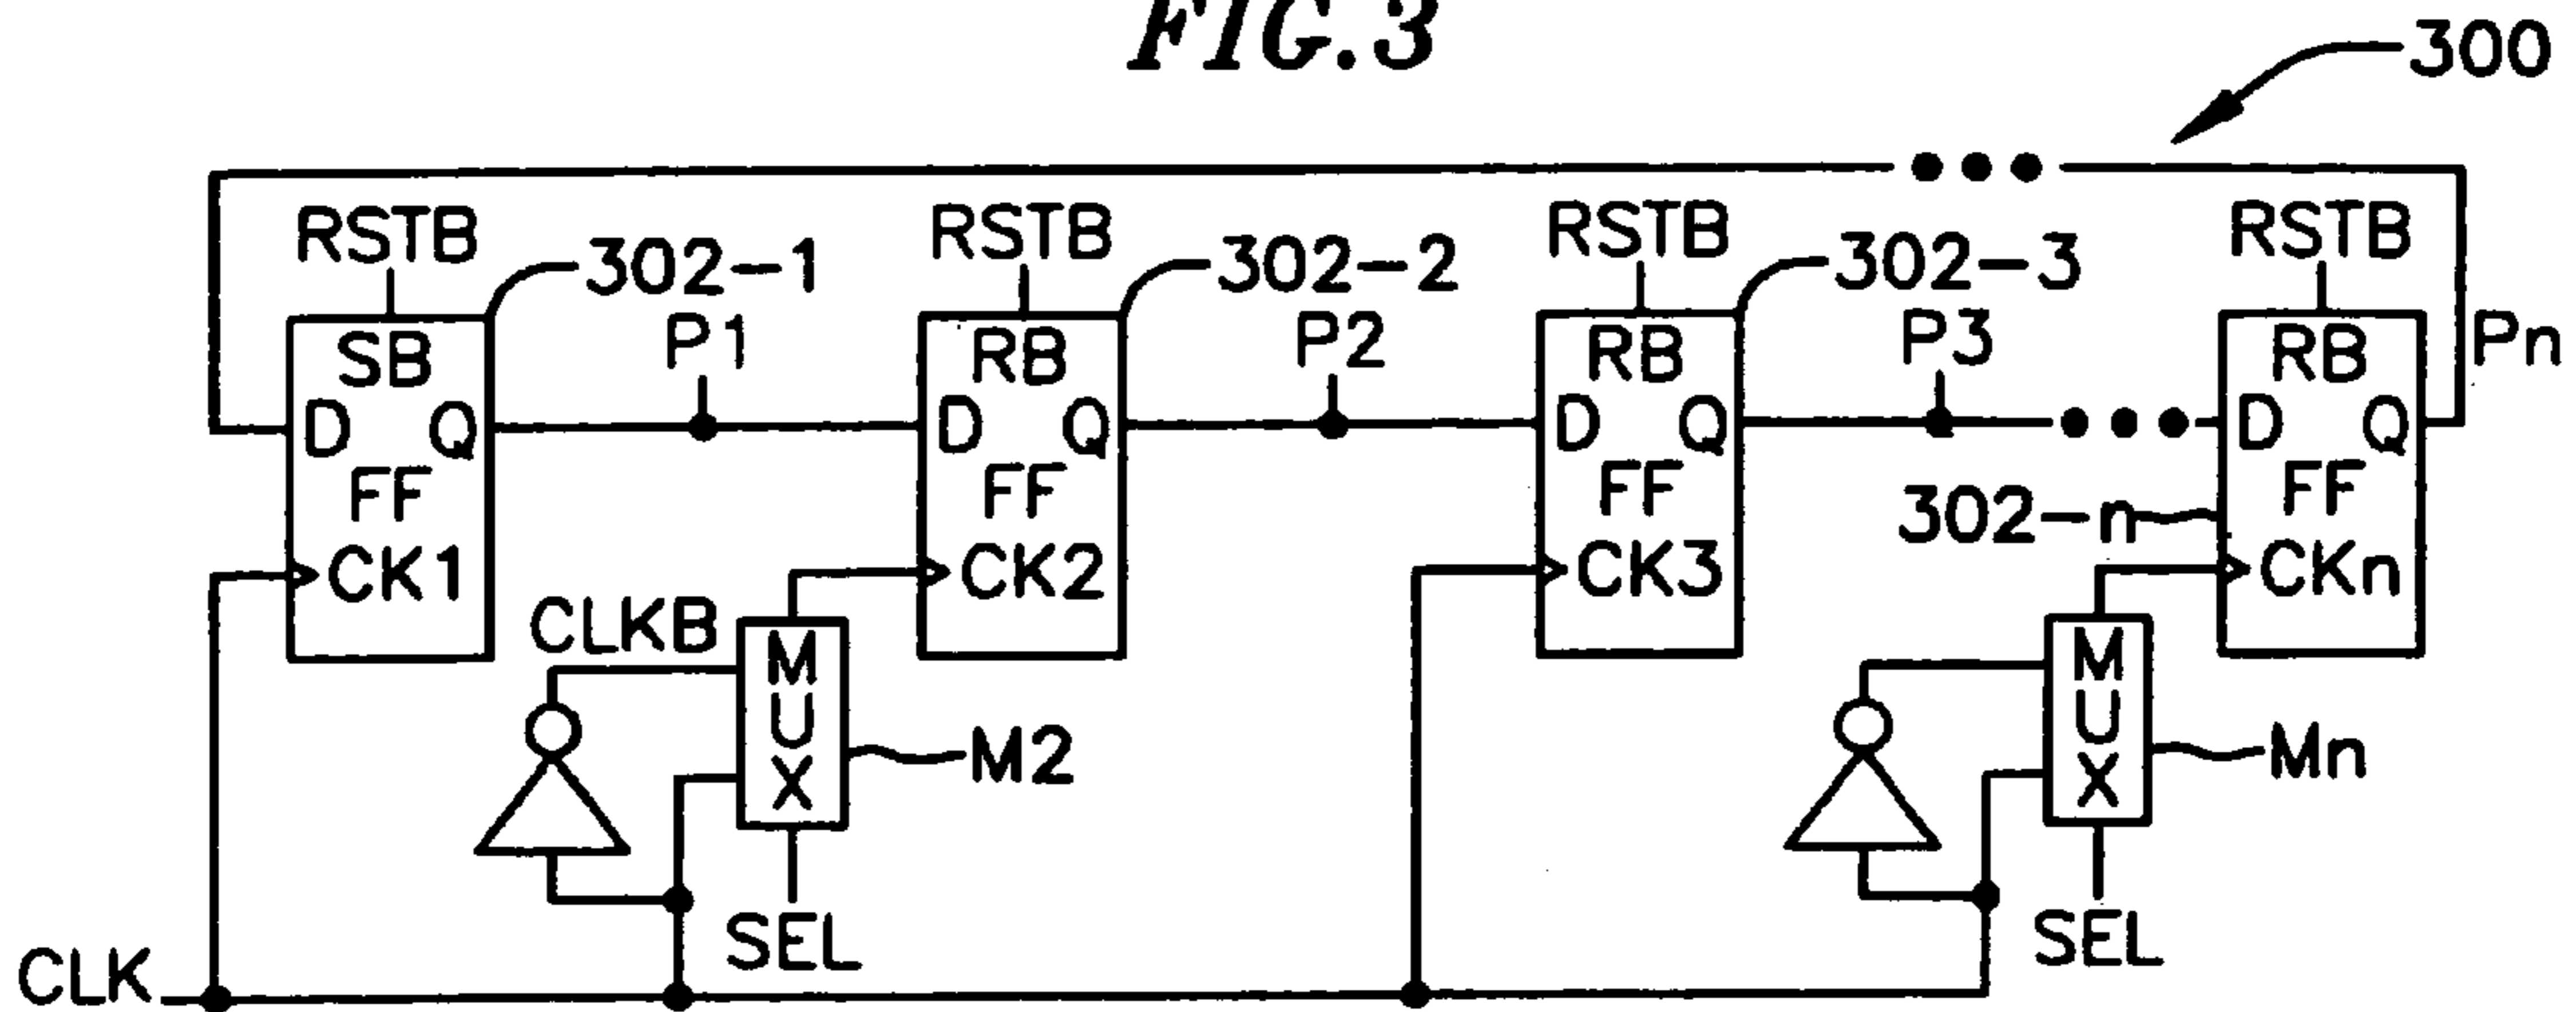 FIG.3
300
RSTB RSTB RSTB RSTB
302-1 302-2 302-3
P1 P2 P3 Pn
SB RB RB RB
D Q D Q D Q D Q
FF FF FF FF
302-n
CK1 CK2 CK3 CKn
CLKB
MUX MUX
M2 Mn
SEL SEL
CLK